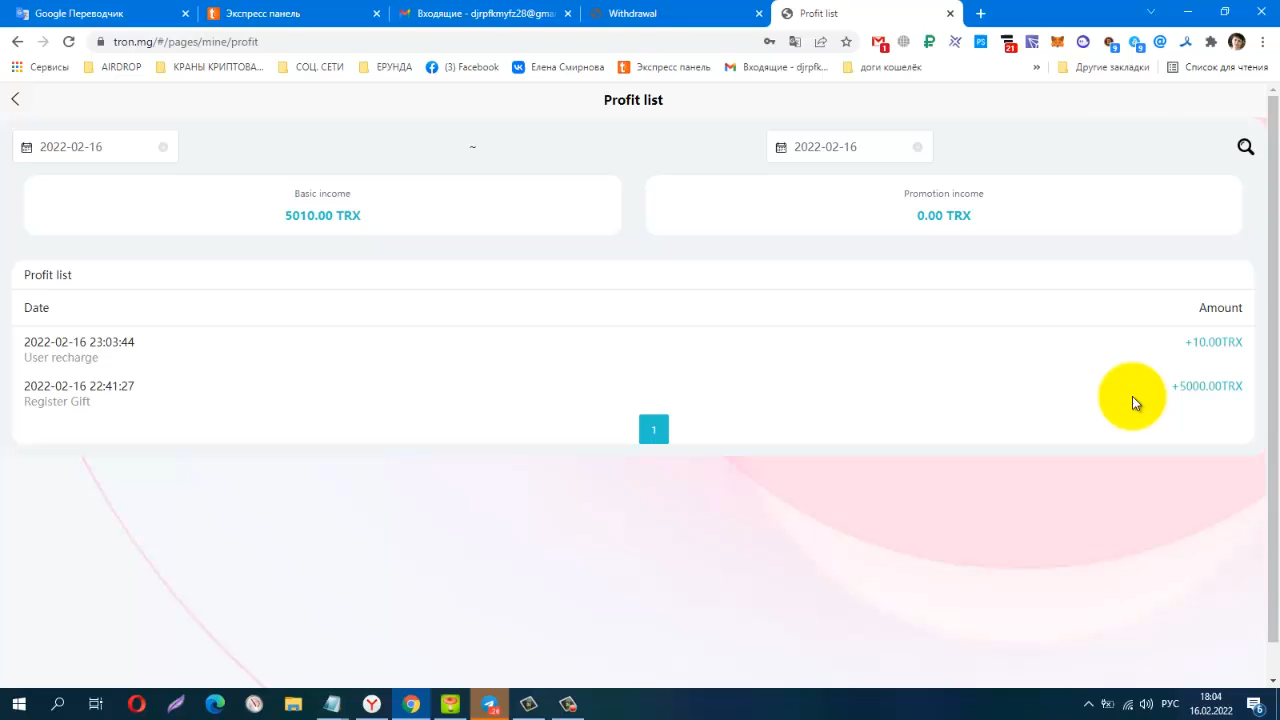 Google Переводчик
Экспресс панель
Входящие - djrpfkmyfz28@gma
Withdrawal
Profit list
tron.mg/#/pages/mine/profit
Сервисы
AIRDROP
КРАНЫ КРИПТОВА...
СОЦ. СЕТИ
ЕРУНДА
(3) Facebook
Елена Смирнова
Экспресс панель
Входящие - djrpfk...
доги кошелёк
»
Другие закладки
Список для чтения
Profit list
2022-02-16
~
2022-02-16
Basic income
5010.00 TRX
Promotion income
0.00 TRX
Profit list
Date
Amount
2022-02-16 23:03:44
+10.00TRX
User recharge
2022-02-16 22:41:27
+5000.00TRX
Register Gift
1
РУС
18:04
16.02.2022